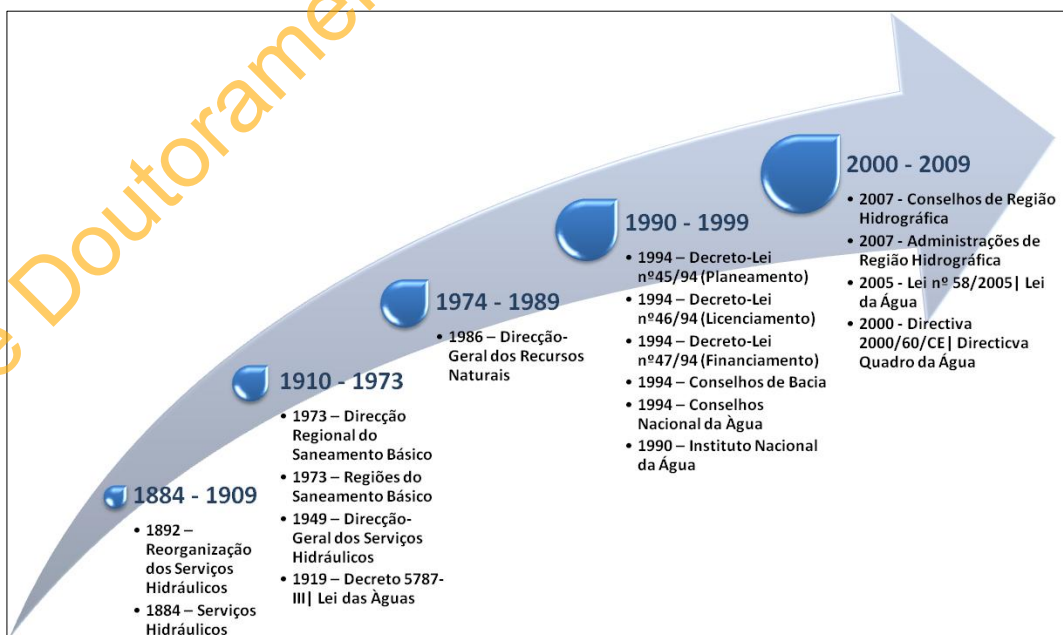 e Doutorame
1884 - 1909
• 1892 –
Reorganização
dos Serviços
Hidráulicos
• 1884 – Serviços
Hidráulicos
1910 - 1973
• 1973 – Direcção
Regional do
Saneamento Básico
• 1973 – Regiões do
Saneamento Básico
• 1949 – Direcção-
Geral dos Serviços
Hidráulicos
• 1919 – Decreto 5787-
III| Lei das Àguas
1974 - 1989
• 1986 – Direcção-
Geral dos Recursos
Naturais
1990 - 1999
• 1994 – Decreto-Lei
nº45/94 (Planeamento)
• 1994 – Decreto-Lei
nº46/94 (Licenciamento)
• 1994 – Decreto-Lei
nº47/94 (Financiamento)
• 1994 – Conselhos de Bacia
• 1994 – Conselhos
Nacional da Àgua
• 1990 – Instituto Nacional
da Água
2000 - 2009
• 2007 - Conselhos de Região
Hidrográfica
• 2007 - Administrações de
Região Hidrográfica
• 2005 - Lei nº 58/2005| Lei
da Água
• 2000 - Directiva
2000/60/CE| Directicva
Quadro da Água